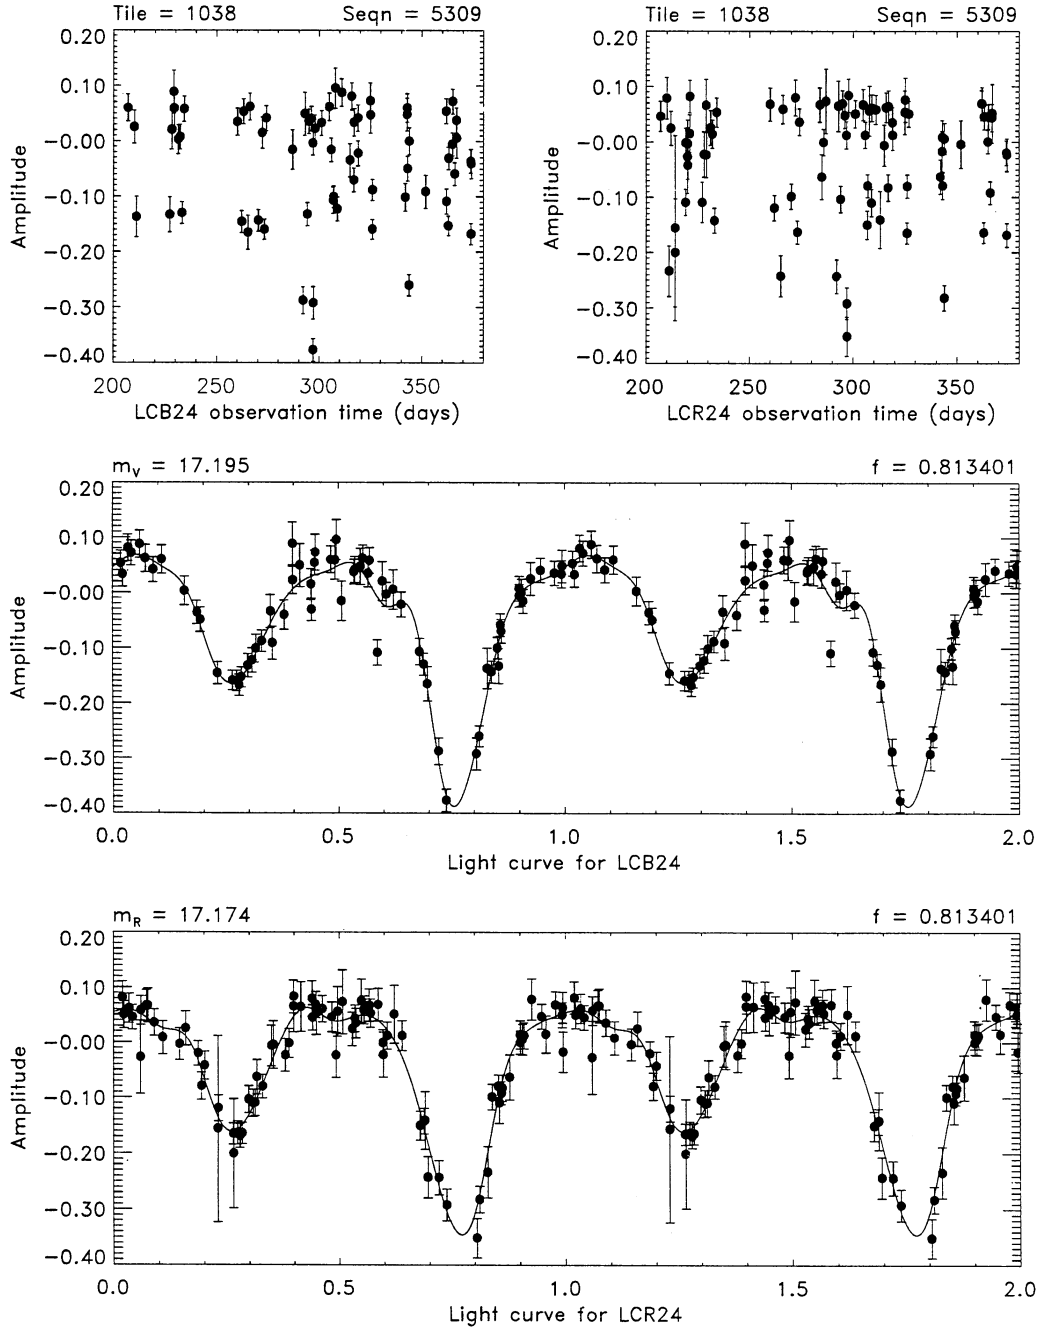 Tile = 1038 Seqn = 5309 Tile = 1038 Seqn = 5309
0.20 0.20
0.10 0.10
-0.00 -0.00
-0.10 -0.10
-0.20 -0.20
-0.30 -0.30
-0.40 -0.40
Amplitude Amplitude
200 250 300 350 200 250 300 350
LCB24 observation time (days) LCR24 observation time (days)
mV = 17.195 f = 0.813401
0.20
0.10
-0.00
-0.10
-0.20
-0.30
-0.40
Amplitude
0.0 0.5 1.0 1.5 2.0
Light curve for LCB24
mR = 17.174 f = 0.813401
0.20
0.10
-0.00
-0.10
-0.20
-0.30
-0.40
Amplitude
0.0 0.5 1.0 1.5 2.0
Light curve for LCR24